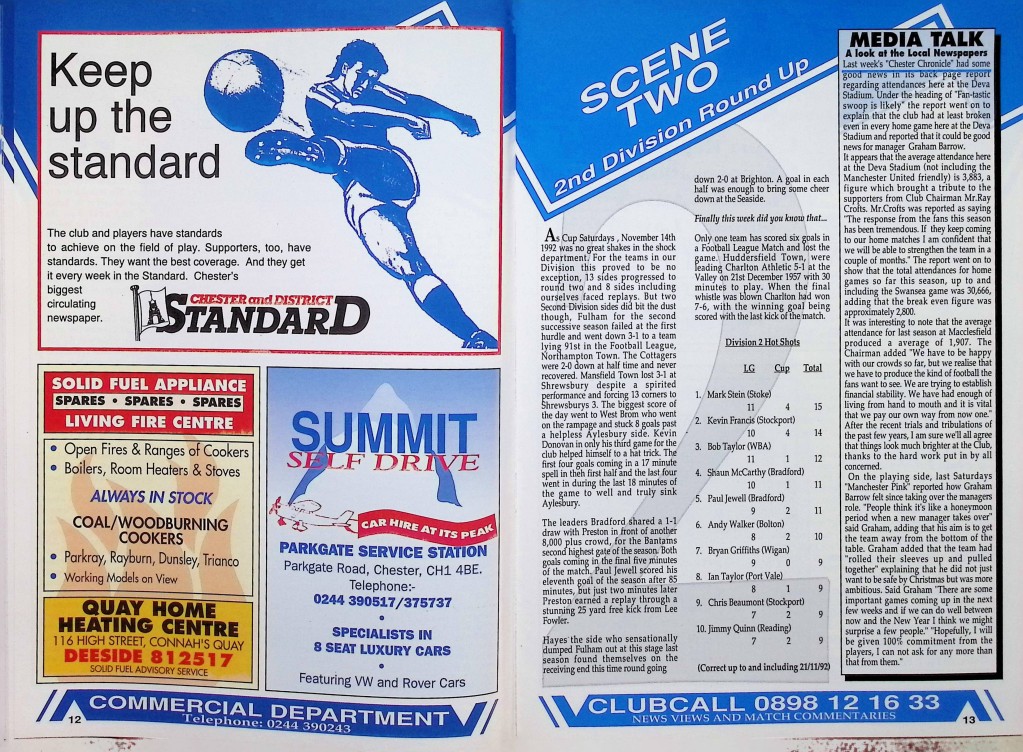 Keep
up the
standard
The club and players have standards
to achieve on the field of play. Supporters, too, have
standards. They want the best coverage. And they get
it every week in the Standard. Chester's
biggest
circulating
newspaper.
CHESTER and DISTRICT
STANDARD
SOLID FUEL APPLIANCE
SPARES • SPARES • SPARES
LIVING FIRE CENTRE
• Open Fires & Ranges of Cookers
• Boilers, Room Heaters & Stoves
ALWAYS IN STOCK
COAL/WOODBURNING
COOKERS
• Parkray, Rayburn, Dunsley, Trianco
• Working Models on View
QUAY HOME
HEATING CENTRE
116 HIGH STREET, CONNAH'S QUAY
DEESIDE 812517
SOLID FUEL ADVISORY SERVICE
SUMMIT
SELF DRIVE
CAR HIRE AT ITS PEAK
PARKGATE SERVICE STATION
Parkgate Road, Chester, CH1 4BE.
Telephone:-
0244 390517/375737
•
SPECIALISTS IN
8 SEAT LUXURY CARS
•
Featuring VW and Rover Cars
COMMERCIAL DEPARTMENT
Telephone: 0244 390243
12
SCENE
TWO
2nd Division Round Up
As Cup Saturdays , November 14th
1992 was no great shakes in the shock
department. For the teams in our
Division this proved to be no
exception, 13 sides progressed to
round two and 8 sides including
ourselves faced replays. But two
Second Division sides did bit the dust
though, Fulham for the second
successive season failed at the first
hurdle and went down 3-1 to a team
lying 91st in the Football League,
Northampton Town. The Cottagers
were 2-0 down at half time and never
recovered. Mansfield Town lost 3-1 at
Shrewsbury despite a spirited
performance and forcing 13 corners to
Shrewsburys 3. The biggest score of
the day went to West Brom who went
on the rampage and stuck 8 goals past
a helpless Aylesbury side. Kevin
Donovan in only his third game for the
club helped himself to a hat trick. The
first four goals coming in a 17 minute
spell in theh first half and the last four
went in during the last 18 minutes of
the game to well and truly sink
Aylesbury.
The leaders Bradford shared a 1-1
draw with Preston in front of another
8,000 plus crowd, for the Bantams
second highest gate of the season. Both
goals coming in the final five minutes
of the match. Paul Jewell scored his
eleventh goal of the season after 85
minutes, but just two minutes later
Preston earned a replay through a
stunning 25 yard free kick from Lee
Fowler.
Hayes the side who sensationally
dumped Fulham out at this stage last
season found themselves on the
receiving end this time round going
down 2-0 at Brighton. A goal in each
half was enough to bring some cheer
down at the Seaside.
Finally this week did you know that...
Only one team has scored six goals in
a Football League Match and lost the
game. Huddersfield Town, were
leading Charlton Athletic 5-1 at the
Valley on 21st December 1957 with 30
minutes to play. When the final
whistle was blown Charlton had won
7-6, with the winning goal being
scored with the last kick of the match.
Division 2 Hot Shots
LG Cup Total
1. Mark Stein (Stoke)
11 4 15
2. Kevin Francis (Stockport)
10 4 14
3. Bob Taylor (WBA)
11 1 12
4. Shaun McCarthy (Bradford)
10 1 11
5. Paul Jewell (Bradford)
9 2 11
6. Andy Walker (Bolton)
8 2 10
7. Bryan Griffiths (Wigan)
9 0 9
8. Ian Taylor (Port Vale)
8 1 9
9. Chris Beaumont (Stockport)
7 2 9
10. Jimmy Quinn (Reading)
7 2 9
(Correct up to and including 21/11/92)
MEDIA TALK
A look at the Local Newspapers
Last week's "Chester Chronicle" had some
good news in its back page report
regarding attendances here at the Deva
Stadium. Under the heading of "Fan-tastic
swoop is likely" the report went on to
explain that the club had at least broken
even in every home game here at the Deva
Stadium and reported that it could be good
news for manager Graham Barrow.
It appears that the average attendance here
at the Deva Stadium (not including the
Manchester United friendly) is 3,883, a
figure which brought a tribute to the
supporters from Club Chairman Mr.Ray
Crofts. Mr.Crofts was reported as saying
"The response from the fans this season
has been tremendous. If they keep coming
to our home matches I am confident that
we will be able to strengthen the team in a
couple of months." The report went on to
show that the total attendances for home
games so far this season, up to and
including the Swansea game was 30,666,
adding that the break even figure was
approximately 2,800.
It was interesting to note that the average
attendance for last season at Macclesfield
produced a average of 1,907. The
Chairman added "We have to be happy
with our crowds so far, but we realise that
we have to produce the kind of football the
fans want to see. We are trying to establish
financial stability. We have had enough of
living from hand to mouth and it is vital
that we pay our own way from now one."
After the recent trials and tribulations of
the past few years, I am sure we'll all agree
that things look much brighter at the Club,
thanks to the hard work put in by all
concerned.
On the playing side, last Saturdays
"Manchester Pink" reported how Graham
Barrow felt since taking over the managers
role. "People think it's like a honeymoon
period when a new manager takes over"
said Graham, adding that his aim is to get
the team away from the bottom of the
table. Graham added that the team had
"rolled their sleeves up and pulled
together" explaining that he did not just
want to be safe by Christmas but was more
ambitious. Said Graham "There are some
important games coming up in the next
few weeks and if we can do well between
now and the New Year I think we might
surprise a few people." "Hopefully, I will
be given 100% commitment from the
players, I can not ask for any more than
that from them."
CLUBCALL 0898 12 16 33
NEWS VIEWS AND MATCH COMMENTARIES
13